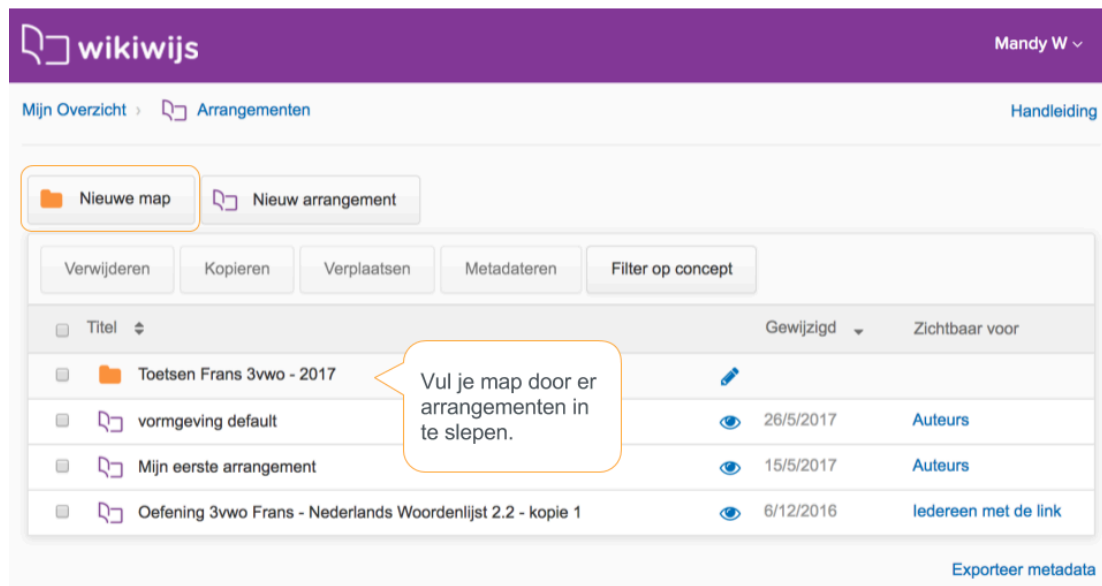 wikiwijs
Mandy W
Mijn Overzicht › Arrangementen
Handleiding
Nieuwe map
Nieuw arrangement
Verwijderen
Kopieren
Verplaatsen
Metadateren
Filter op concept
Titel
Gewijzigd
Zichtbaar voor
Toetsen Frans 3vwo - 2017
Vul je map door er
arrangementen in
te slepen.
vormgeving default
26/5/2017
Auteurs
Mijn eerste arrangement
15/5/2017
Auteurs
Oefening 3vwo Frans - Nederlands Woordenlijst 2.2 - kopie 1
6/12/2016
Iedereen met de link
Exporteer metadata